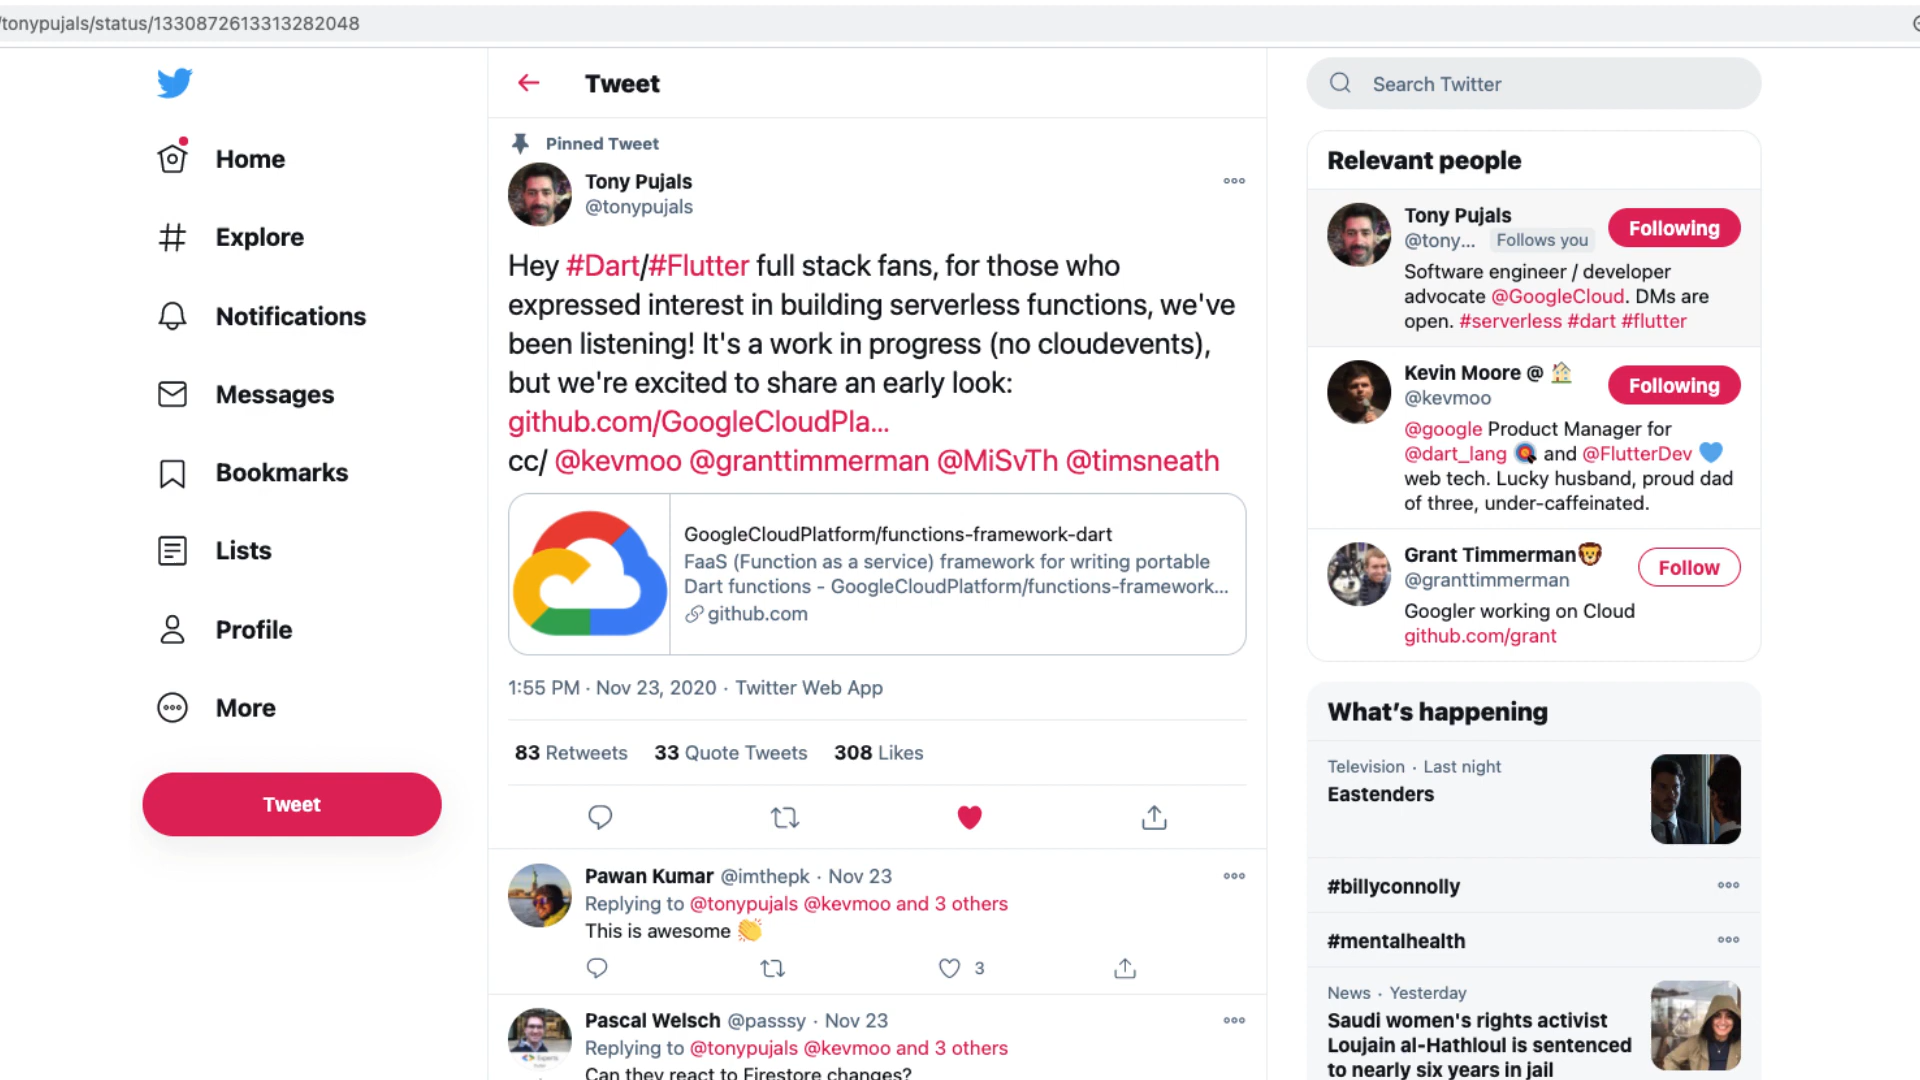 /tonypujals/status/1330872613313282048
Home
Explore
Notifications
Messages
Bookmarks
Lists
Profile
More
Tweet
Tweet
Pinned Tweet
Tony Pujals
@tonypujals
Hey #Dart/#Flutter full stack fans, for those who
expressed interest in building serverless functions, we've
been listening! It's a work in progress (no cloudevents),
but we're excited to share an early look:
github.com/GoogleCloudPla...
cc/ @kevmoo @granttimmerman @MiSvTh @timsneath
GoogleCloudPlatform/functions-framework-dart
FaaS (Function as a service) framework for writing portable
Dart functions - GoogleCloudPlatform/functions-framework...
github.com
1:55 PM · Nov 23, 2020 · Twitter Web App
83 Retweets 33 Quote Tweets 308 Likes
Pawan Kumar @imthepk · Nov 23
Replying to @tonypujals @kevmoo and 3 others
This is awesome 👏
3
Pascal Welsch @passsy · Nov 23
Replying to @tonypujals @kevmoo and 3 others
Can they react to Firestore changes?
Search Twitter
Relevant people
Tony Pujals
Following
@tony... Follows you
Software engineer / developer
advocate @GoogleCloud. DMs are
open. #serverless #dart #flutter
Kevin Moore @ 🏠
Following
@kevmoo
@google Product Manager for
@dart_lang 🎯 and @FlutterDev 💙
web tech. Lucky husband, proud dad
of three, under-caffeinated.
Grant Timmerman🦁
Follow
@granttimmerman
Googler working on Cloud
github.com/grant
What's happening
Television · Last night
Eastenders
#billyconnolly
#mentalhealth
News · Yesterday
Saudi women's rights activist
Loujain al-Hathloul is sentenced
to nearly six years in jail